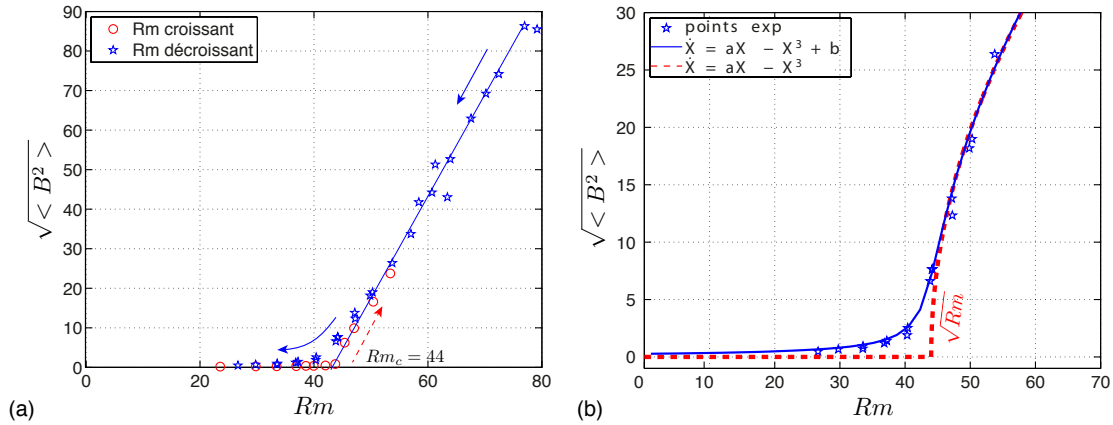 Rm croissant
Rm décroissant
90
80
70
60
50
40
30
20
10
0
√< B² >
Rm_c = 44
0 20 40 60 80
Rm
(a)
points exp
Ẋ = aX - X³ + b
Ẋ = aX - X³
30
25
20
15
10
5
0
√< B² >
√Rm
10 20 30 40 50 60 70
Rm
(b)